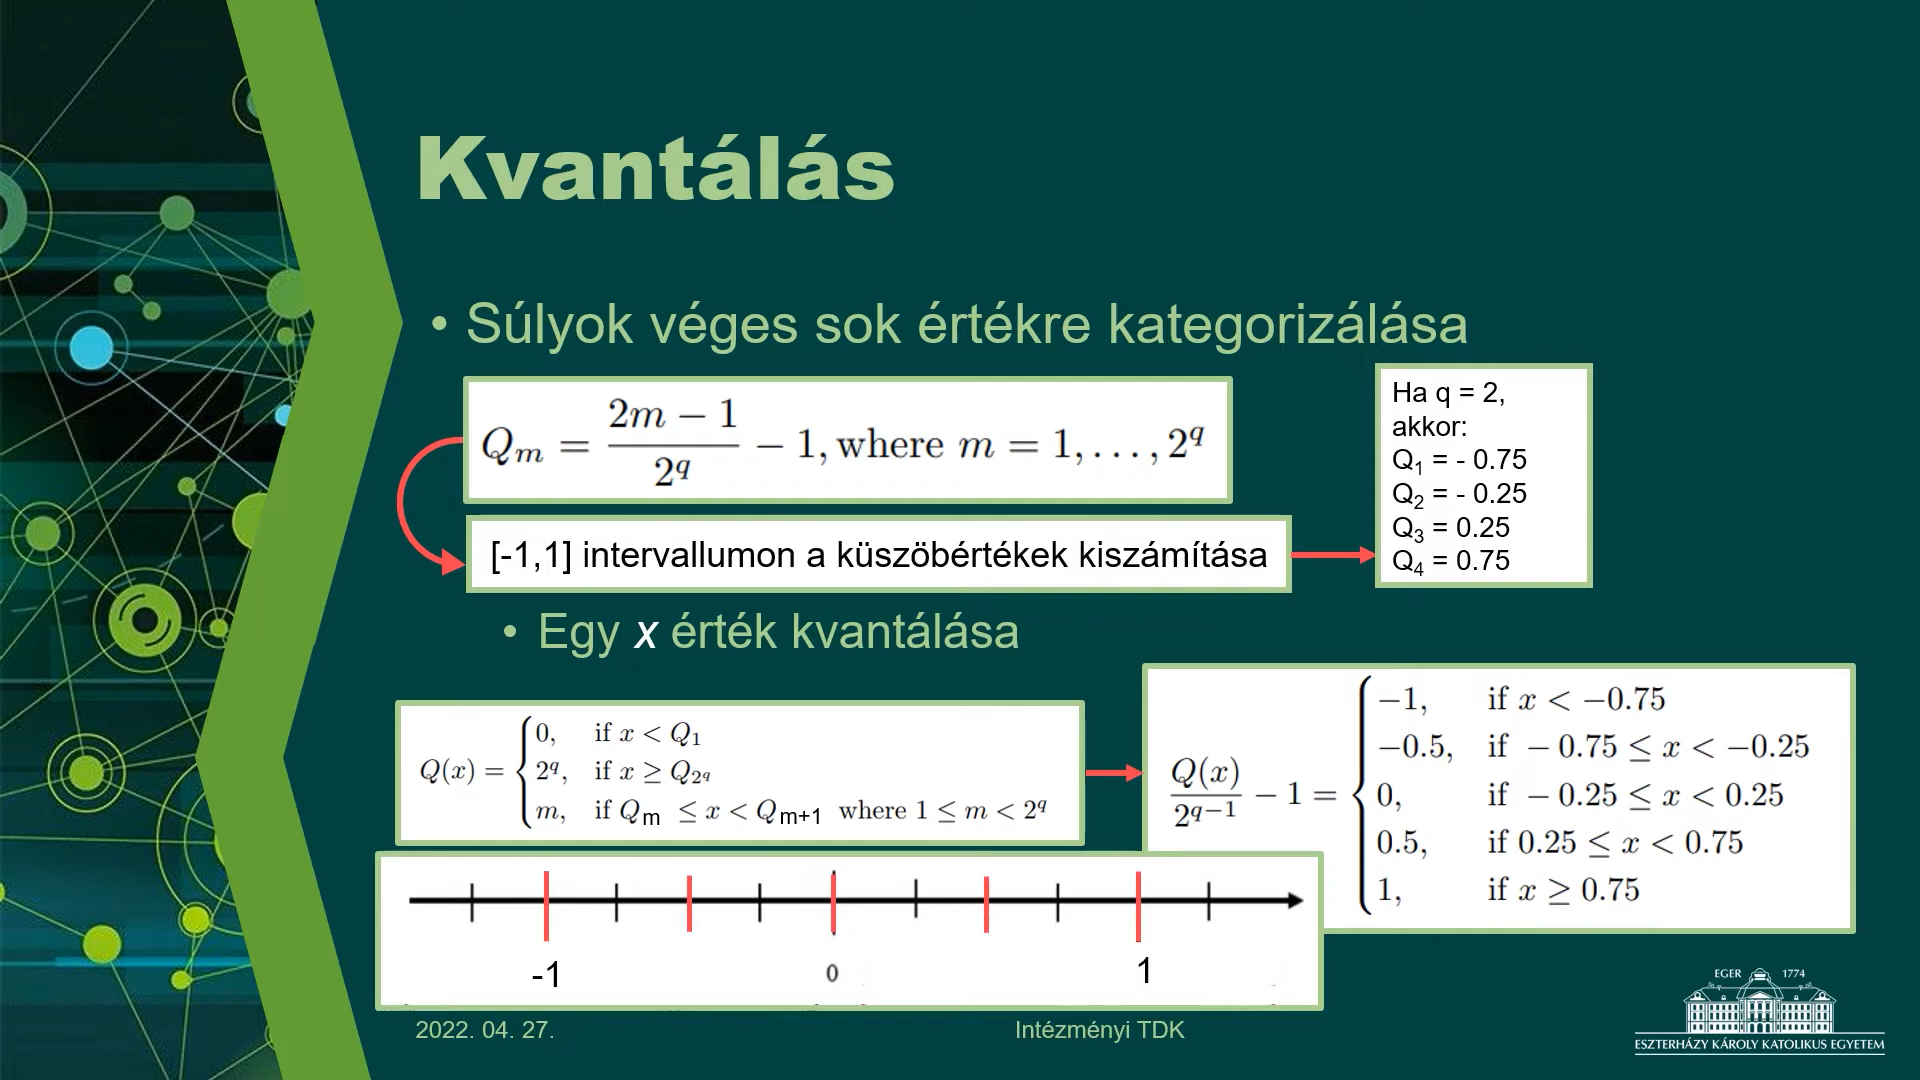 Kvantálás
• Súlyok véges sok értékre kategorizálása
Q_m = \frac{2m − 1}{2^q} − 1, where m = 1, . . . , 2^q
[-1,1] intervallumon a küszöbértékek kiszámítása
Ha q = 2,
akkor:
Q₁ = - 0.75
Q₂ = - 0.25
Q₃ = 0.25
Q₄ = 0.75
• Egy x érték kvantálása
Q(x) = { 0, if x < Q_1
2^q, if x ≥ Q_{2^q}
m, if Q_m ≤ x < Q_{m+1} where 1 ≤ m < 2^q
\frac{Q(x)}{2^{q−1}} − 1 = { −1, if x < −0.75
−0.5, if − 0.75 ≤ x < −0.25
0, if − 0.25 ≤ x < 0.25
0.5, if 0.25 ≤ x < 0.75
1, if x ≥ 0.75
-1 0 1
2022. 04. 27.
Intézményi TDK
EGER 1774
ESZTERHÁZY KÁROLY KATOLIKUS EGYETEM